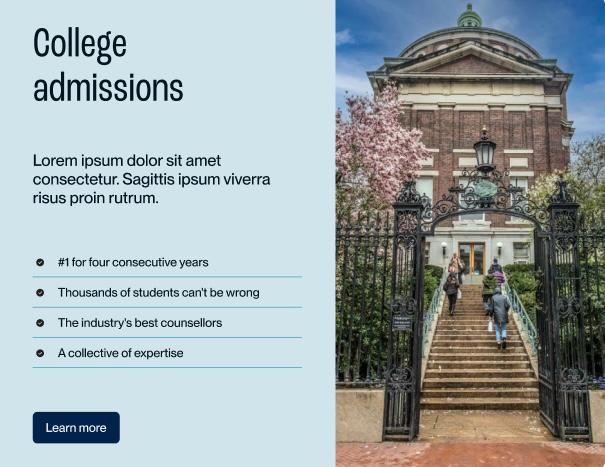 College
admissions
Lorem ipsum dolor sit amet
consectetur. Sagittis ipsum viverra
risus proin rutrum.
#1 for four consecutive years
Thousands of students can't be wrong
The industry's best counsellors
A collective of expertise
Learn more